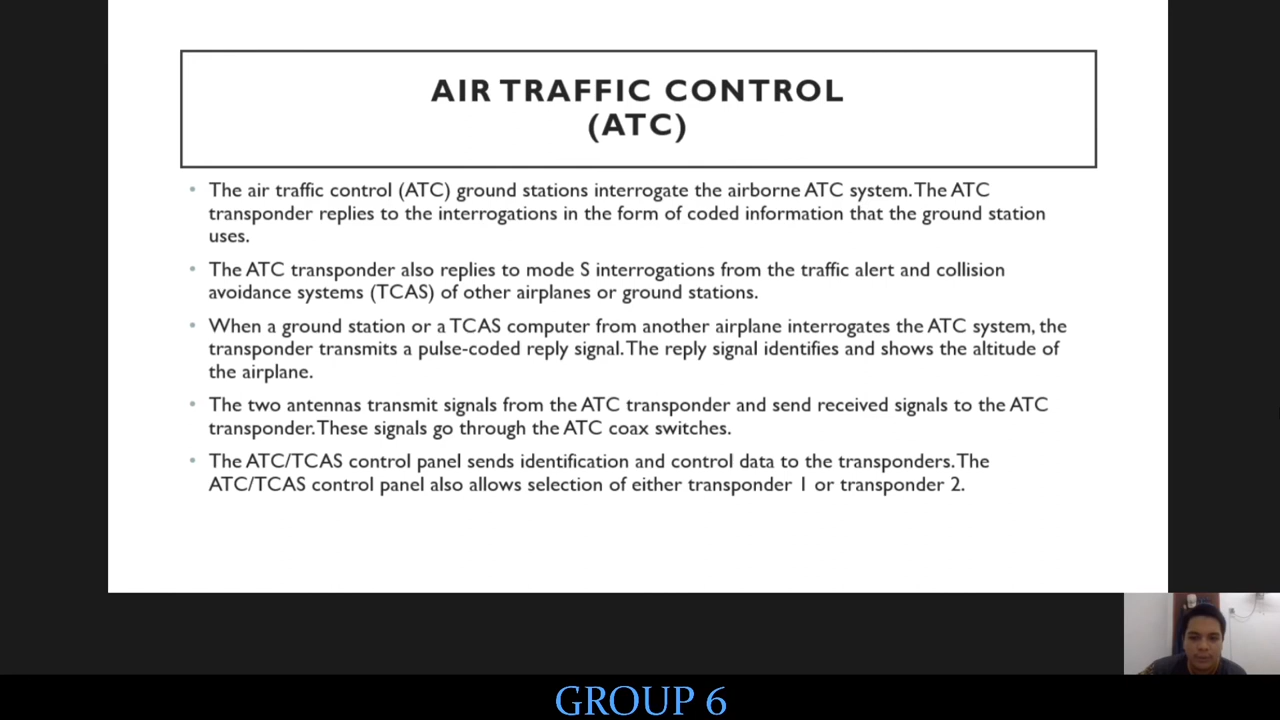 AIR TRAFFIC CONTROL
(ATC)
• The air traffic control (ATC) ground stations interrogate the airborne ATC system. The ATC
transponder replies to the interrogations in the form of coded information that the ground station
uses.
• The ATC transponder also replies to mode S interrogations from the traffic alert and collision
avoidance systems (TCAS) of other airplanes or ground stations.
• When a ground station or a TCAS computer from another airplane interrogates the ATC system, the
transponder transmits a pulse-coded reply signal. The reply signal identifies and shows the altitude of
the airplane.
• The two antennas transmit signals from the ATC transponder and send received signals to the ATC
transponder. These signals go through the ATC coax switches.
• The ATC/TCAS control panel sends identification and control data to the transponders. The
ATC/TCAS control panel also allows selection of either transponder 1 or transponder 2.
GROUP 6